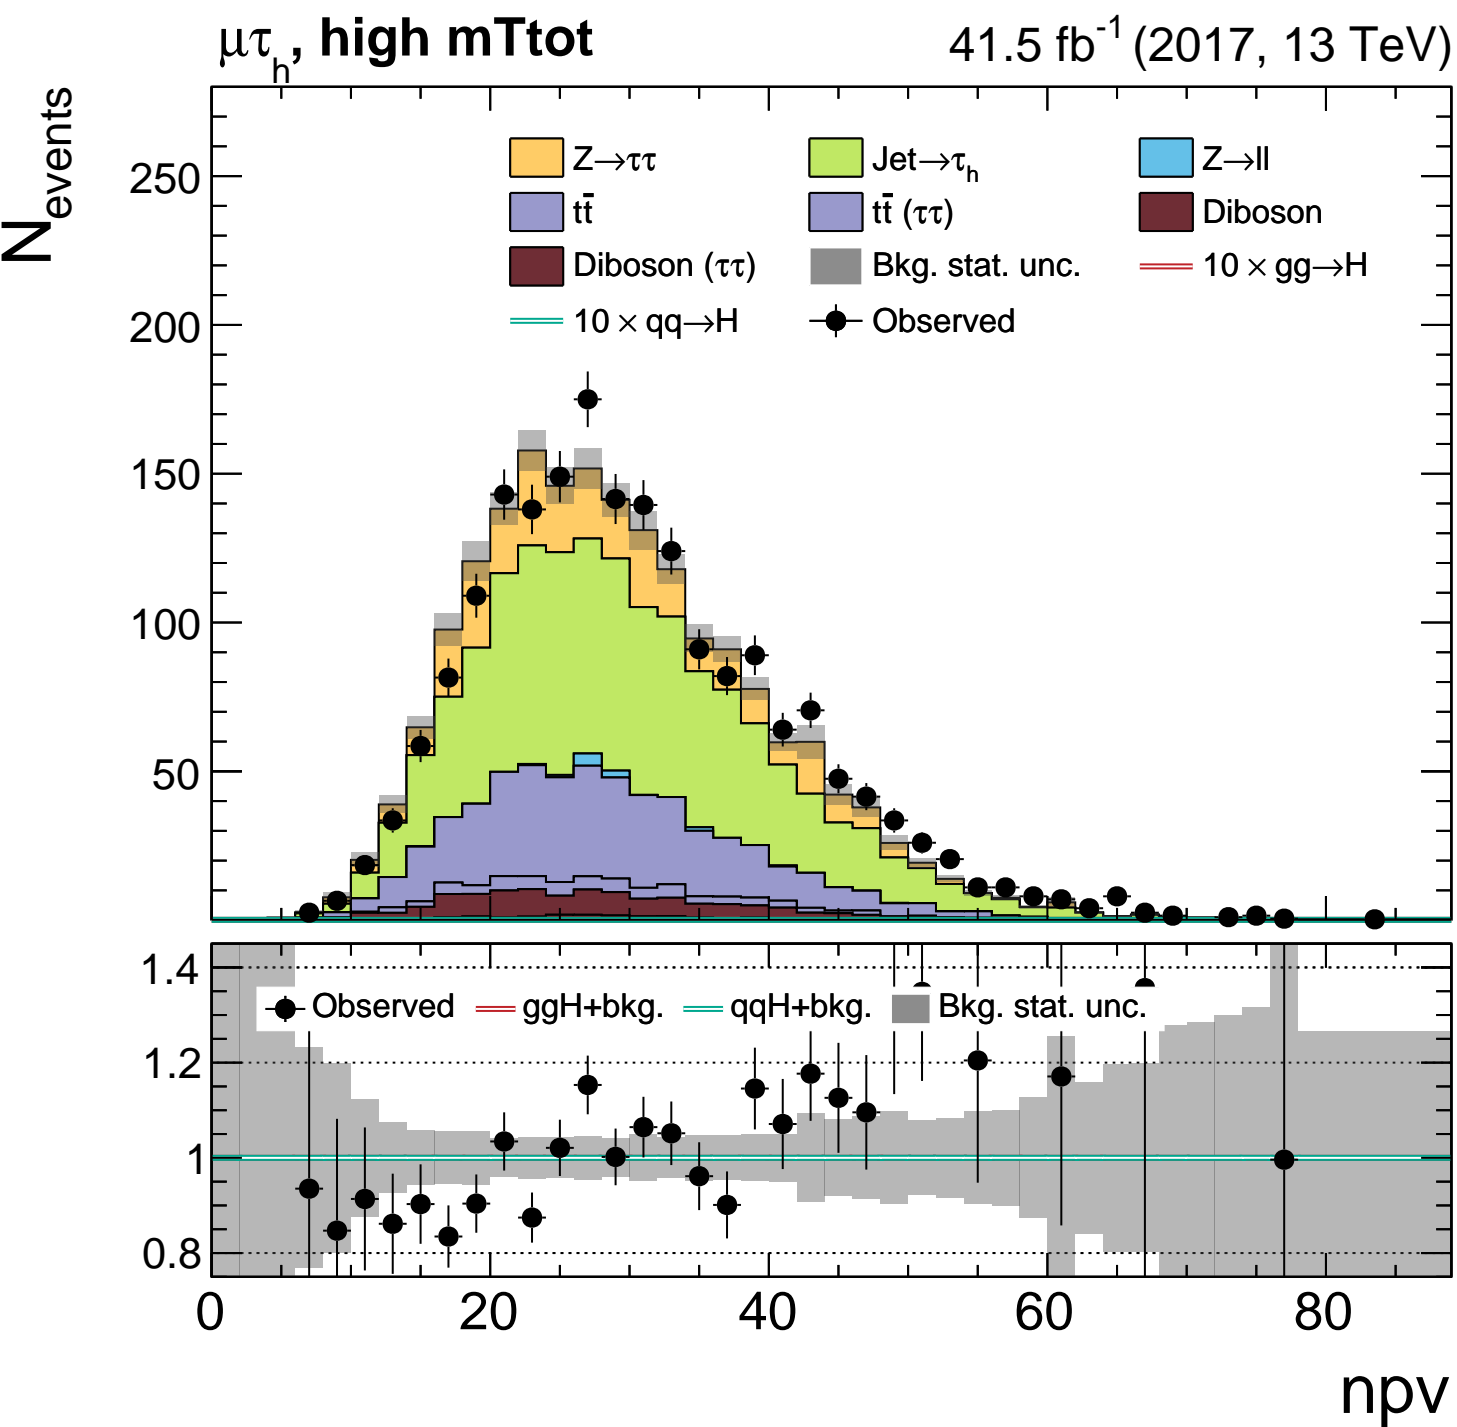 μτh, high mTtot 41.5 fb-1 (2017, 13 TeV)
Nevents
250
200
150
100
50
Z→ττ Jet→τh Z→ll
tt̄ tt̄ (ττ) Diboson
Diboson (ττ) Bkg. stat. unc. 10 × gg→H
10 × qq→H Observed
1.4
1.2
1
0.8
Observed ggH+bkg. qqH+bkg. Bkg. stat. unc.
0 20 40 60 80
npv